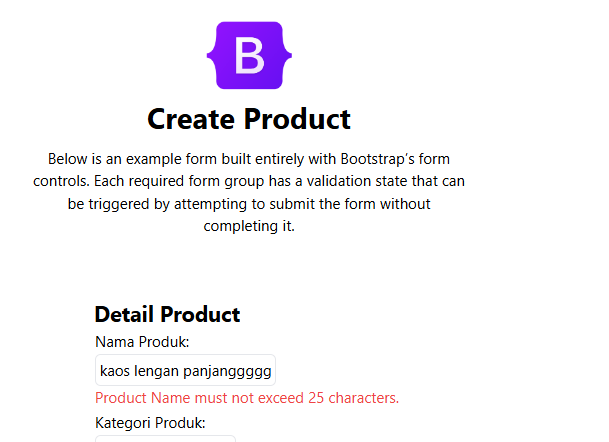 B
Create Product
Below is an example form built entirely with Bootstrap’s form
controls. Each required form group has a validation state that can
be triggered by attempting to submit the form without
completing it.
Detail Product
Nama Produk:
kaos lengan panjanggggg
Product Name must not exceed 25 characters.
Kategori Produk: